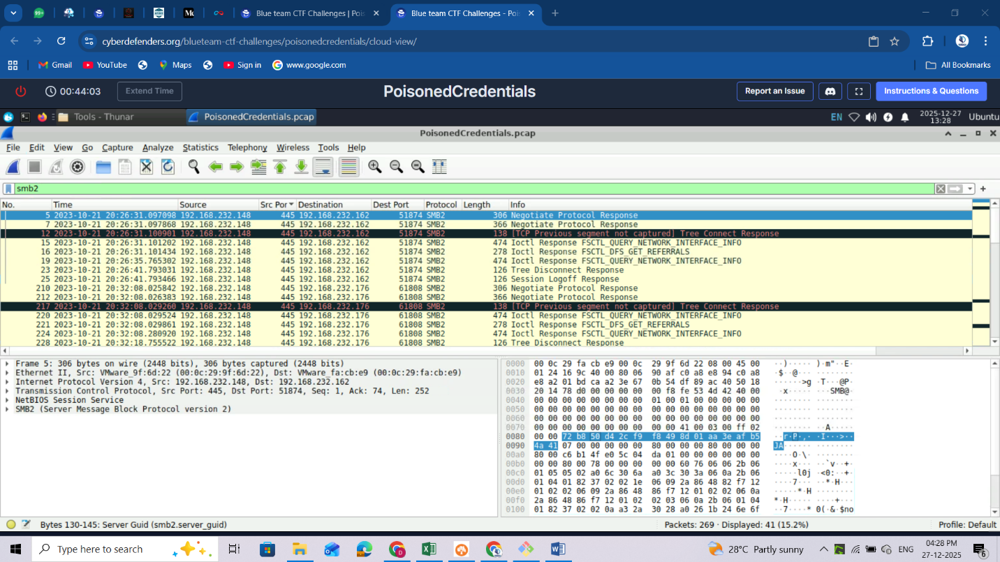 99+
Blue team CTF Challenges | Pois
Blue team CTF Challenges - Poi
cyberdefenders.org/blueteam-ctf-challenges/poisonedcredentials/cloud-view/
Gmail YouTube Maps Sign in www.google.com All Bookmarks
00:44:03 Extend Time PoisonedCredentials Report an Issue Instructions & Questions
Tools - Thunar PoisonedCredentials.pcap EN 2025-12-27 13:28 Ubuntu
PoisonedCredentials.pcap
File Edit View Go Capture Analyze Statistics Telephony Wireless Tools Help
smb2
No. Time Source Src Por Destination Dest Port Protocol Length Info
5 2023-10-21 20:26:31.097098 192.168.232.148 445 192.168.232.162 51874 SMB2 306 Negotiate Protocol Response
7 2023-10-21 20:26:31.097868 192.168.232.148 445 192.168.232.162 51874 SMB2 366 Negotiate Protocol Response
12 2023-10-21 20:26:31.100901 192.168.232.148 445 192.168.232.162 51874 SMB2 138 [TCP Previous segment not captured] Tree Connect Response
15 2023-10-21 20:26:31.101202 192.168.232.148 445 192.168.232.162 51874 SMB2 474 Ioctl Response FSCTL_QUERY_NETWORK_INTERFACE_INFO
16 2023-10-21 20:26:31.101434 192.168.232.148 445 192.168.232.162 51874 SMB2 278 Ioctl Response FSCTL_DFS_GET_REFERRALS
19 2023-10-21 20:26:35.765302 192.168.232.148 445 192.168.232.162 51874 SMB2 474 Ioctl Response FSCTL_QUERY_NETWORK_INTERFACE_INFO
23 2023-10-21 20:26:41.793031 192.168.232.148 445 192.168.232.162 51874 SMB2 126 Tree Disconnect Response
25 2023-10-21 20:26:41.793466 192.168.232.148 445 192.168.232.162 51874 SMB2 126 Session Logoff Response
210 2023-10-21 20:32:08.025842 192.168.232.148 445 192.168.232.176 61808 SMB2 306 Negotiate Protocol Response
212 2023-10-21 20:32:08.026383 192.168.232.148 445 192.168.232.176 61808 SMB2 366 Negotiate Protocol Response
217 2023-10-21 20:32:08.029260 192.168.232.148 445 192.168.232.176 61808 SMB2 138 [TCP Previous segment not captured] Tree Connect Response
220 2023-10-21 20:32:08.029524 192.168.232.148 445 192.168.232.176 61808 SMB2 474 Ioctl Response FSCTL_QUERY_NETWORK_INTERFACE_INFO
221 2023-10-21 20:32:08.029861 192.168.232.148 445 192.168.232.176 61808 SMB2 278 Ioctl Response FSCTL_DFS_GET_REFERRALS
224 2023-10-21 20:32:08.280920 192.168.232.148 445 192.168.232.176 61808 SMB2 474 Ioctl Response FSCTL_QUERY_NETWORK_INTERFACE_INFO
228 2023-10-21 20:32:18.755522 192.168.232.148 445 192.168.232.176 61808 SMB2 126 Tree Disconnect Response
Frame 5: 306 bytes on wire (2448 bits), 306 bytes captured (2448 bits)
Ethernet II, Src: VMware_9f:6d:22 (00:0c:29:9f:6d:22), Dst: VMware_fa:cb:e9 (00:0c:29:fa:cb:e9)
Internet Protocol Version 4, Src: 192.168.232.148, Dst: 192.168.232.162
Transmission Control Protocol, Src Port: 445, Dst Port: 51874, Seq: 1, Ack: 74, Len: 252
NetBIOS Session Service
SMB2 (Server Message Block Protocol version 2)
0000 00 0c 29 fa cb e9 00 0c 29 9f 6d 22 08 00 45 00 ··)····· )·m"··E·
0010 01 24 16 9c 40 00 80 06 90 af c0 a8 e8 94 c0 a8
0020 e8 a2 01 bd ca a2 3e 67 0b 54 df 89 ac 40 50 18
0030 20 14 78 d0 00 00 00 00 00 f8 fe 53 4d 42 40 00
0040 00 00 00 00 00 00 00 00 01 00 01 00 00 00 00 00
0050 00 00 00 00 00 00 00 00 00 00 00 00 00 00 00 00
0060 00 00 00 00 00 00 00 00 00 00 00 00 00 00 00 00
0070 00 00 00 00 00 00 00 00 00 00 41 00 03 00 ff 02
0080 00 00 72 b8 50 d4 2c f9 f8 49 8d 01 aa 3e af b5
0090 4a 41 07 00 00 00 00 00 80 00 00 00 80 00 00 00
00a0 80 00 c6 b1 4f e0 5c 04 da 01 00 00 00 00 00 00
00b0 00 00 80 00 78 00 00 00 00 00 60 76 06 06 2b 06
00c0 01 05 05 02 a0 6c 30 6a a0 3c 30 3a 06 0a 2b 06
00d0 01 04 01 82 37 02 02 1e 06 09 2a 86 48 82 f7 12
00e0 01 02 02 06 09 2a 86 48 86 f7 12 01 02 02 06 0a
00f0 2a 86 48 86 f7 12 01 02 02 03 06 0a 2b 06 01 04
0100 01 82 37 02 02 0a a3 2a 30 28 a0 26 1b 24 6e 6f
Bytes 130-145: Server Guid (smb2.server_guid) Packets: 269 · Displayed: 41 (15.2%) Profile: Default
Type here to search 28°C Partly sunny ENG 04:28 PM 27-12-2025 6